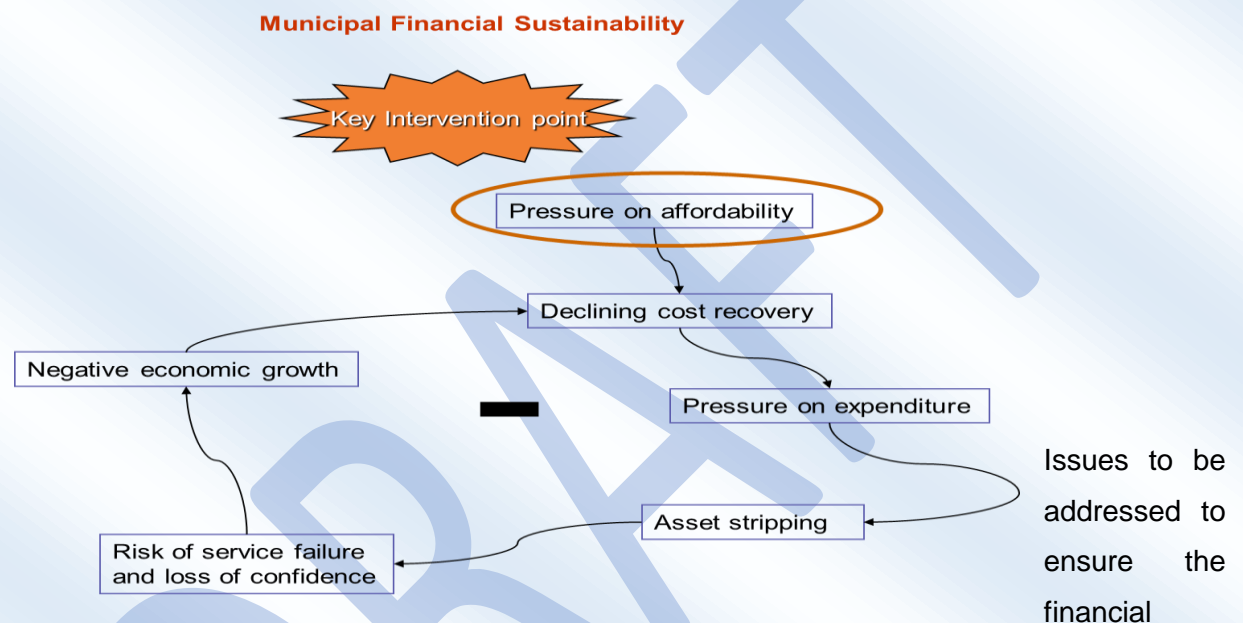 Municipal Financial Sustainability
Key Intervention point
Pressure on affordability
Declining cost recovery
Negative economic growth
Pressure on expenditure
Asset stripping
Risk of service failure
and loss of confidence
Issues to be
addressed to
ensure the
financial
DRAFT